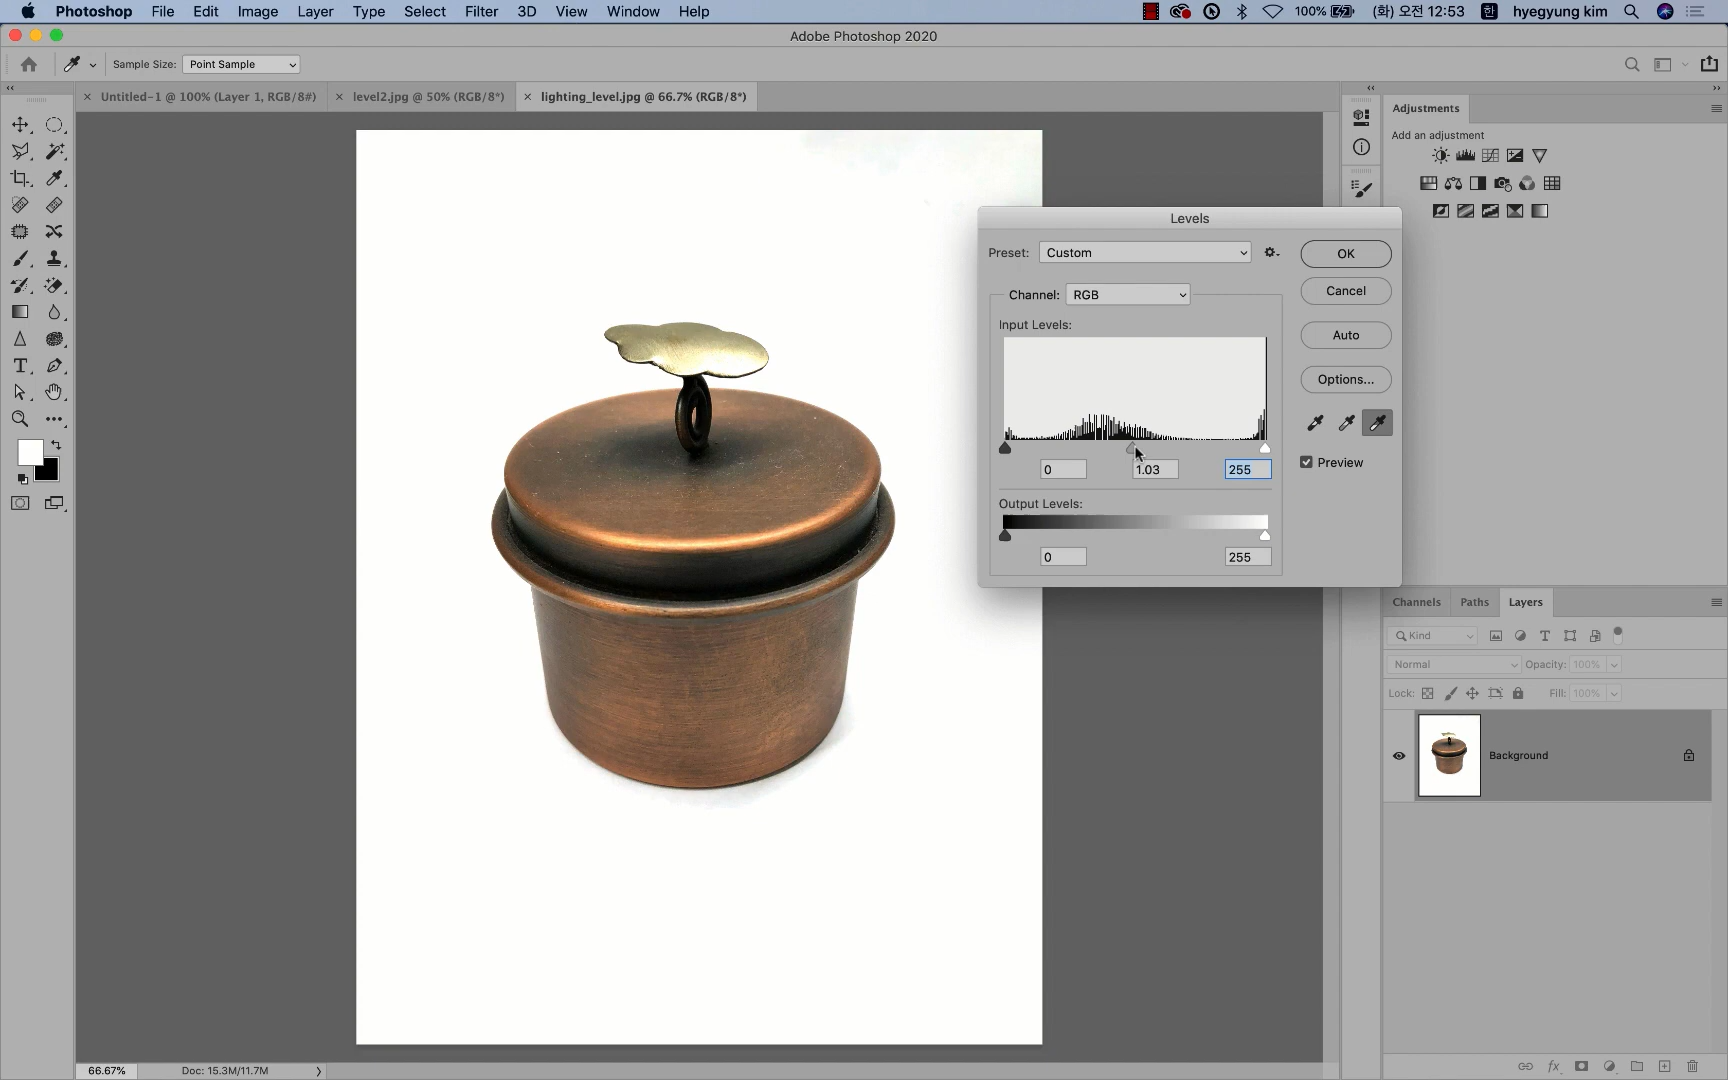 Photoshop File Edit Image Layer Type Select Filter 3D View Window Help 100% (화) 오전 12:53 한 hyegyung kim
Adobe Photoshop 2020
Sample Size: Point Sample
Untitled-1 @ 100% (Layer 1, RGB/8#) level2.jpg @ 50% (RGB/8*) lighting_level.jpg @ 66.7% (RGB/8*)
Adjustments
Add an adjustment
Levels
Preset: Custom
OK
Channel: RGB
Cancel
Input Levels:
Auto
Options...
Preview
0 1.03 255
Output Levels:
0 255
Channels Paths Layers
Kind
Normal Opacity: 100%
Lock: Fill: 100%
Background
66.67% Doc: 15.3M/11.7M